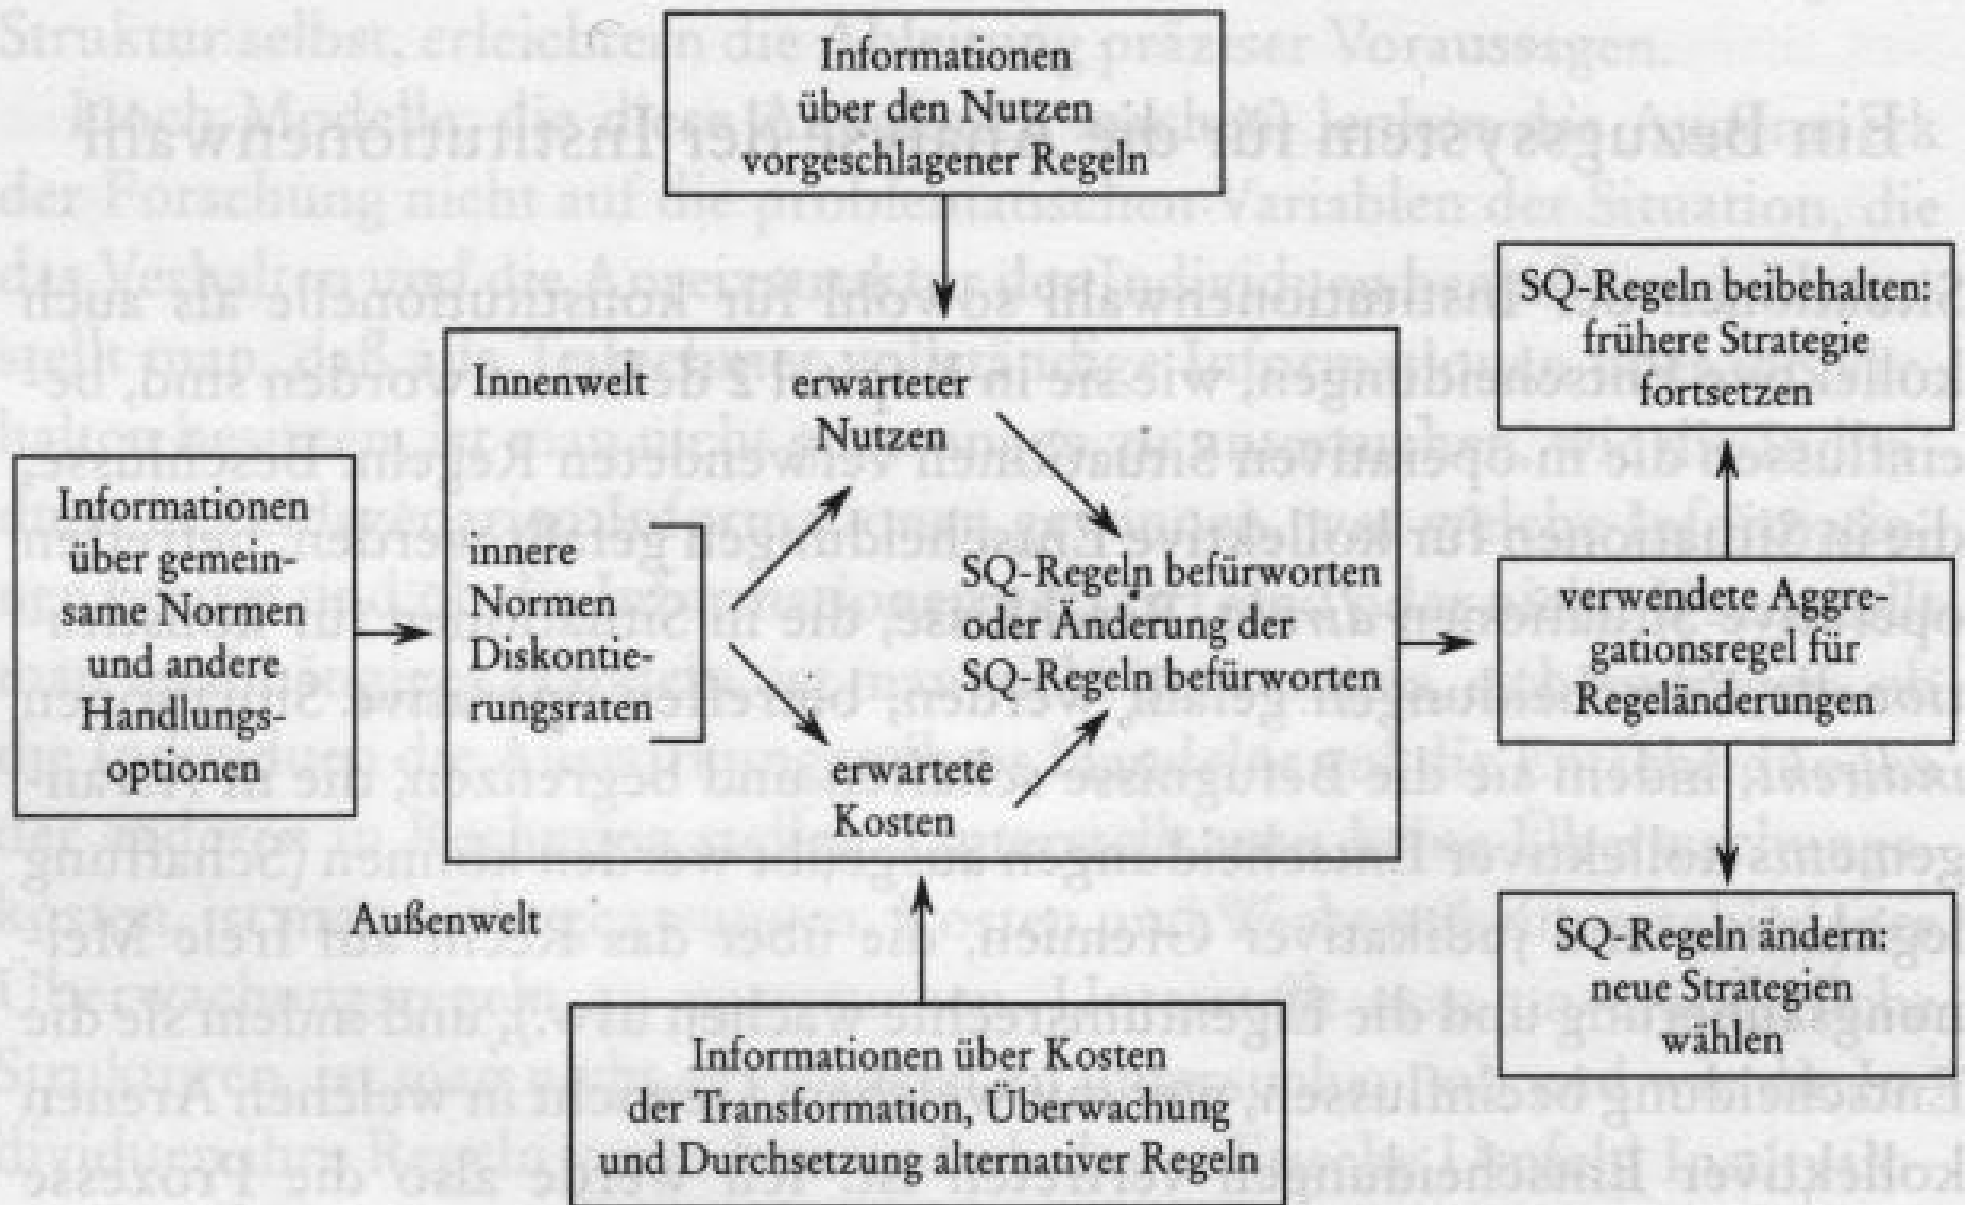 Informationen
über den Nutzen
vorgeschlagener Regeln
SQ-Regeln beibehalten:
frühere Strategie
fortsetzen
Innenwelt
erwarteter
Nutzen
Informationen
über gemein-
same Normen
und andere
Handlungs-
optionen
innere
Normen
Diskontie-
rungsraten
SQ-Regeln befürworten
oder Änderung der
SQ-Regeln befürworten
verwendete Aggre-
gationsregel für
Regeländerungen
erwartete
Kosten
Außenwelt
SQ-Regeln ändern:
neue Strategien
wählen
Informationen über Kosten
der Transformation, Überwachung
und Durchsetzung alternativer Regeln